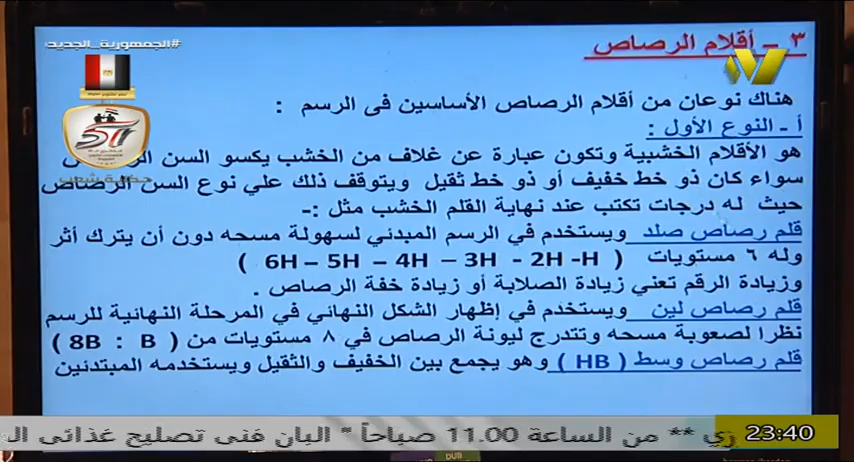 #الجمهورية_الجديدة
٣ – أقلام الرصاص
هناك نوعان من أقلام الرصاص الأساسين فى الرسم :
أ - النوع الأول :
هو الأقلام الخشبية وتكون عبارة عن غلاف من الخشب يكسو السن
سواء كان ذو خط خفيف أو ذو خط ثقيل ويتوقف ذلك علي نوع السن الرصاص
حيث له درجات تكتب عند نهاية القلم الخشب مثل :-
قلم رصاص صلد ويستخدم في الرسم المبدئي لسهولة مسحه دون أن يترك أثر
وله ٦ مستويات ( 6H – 5H – 4H – 3H - 2H -H )
وزيادة الرقم تعني زيادة الصلابة أو زيادة خفة الرصاص .
قلم رصاص لين ويستخدم في إظهار الشكل النهائي في المرحلة النهائية للرسم
نظرا لصعوبة مسحه وتتدرج ليونة الرصاص في ٨ مستويات من ( 8B : B )
قلم رصاص وسط ( HB ) وهو يجمع بين الخفيف والثقيل ويستخدمه المبتدئين
زي ** من الساعة 11.00 صباحاً " البان فنى تصليح غذائى
23:40